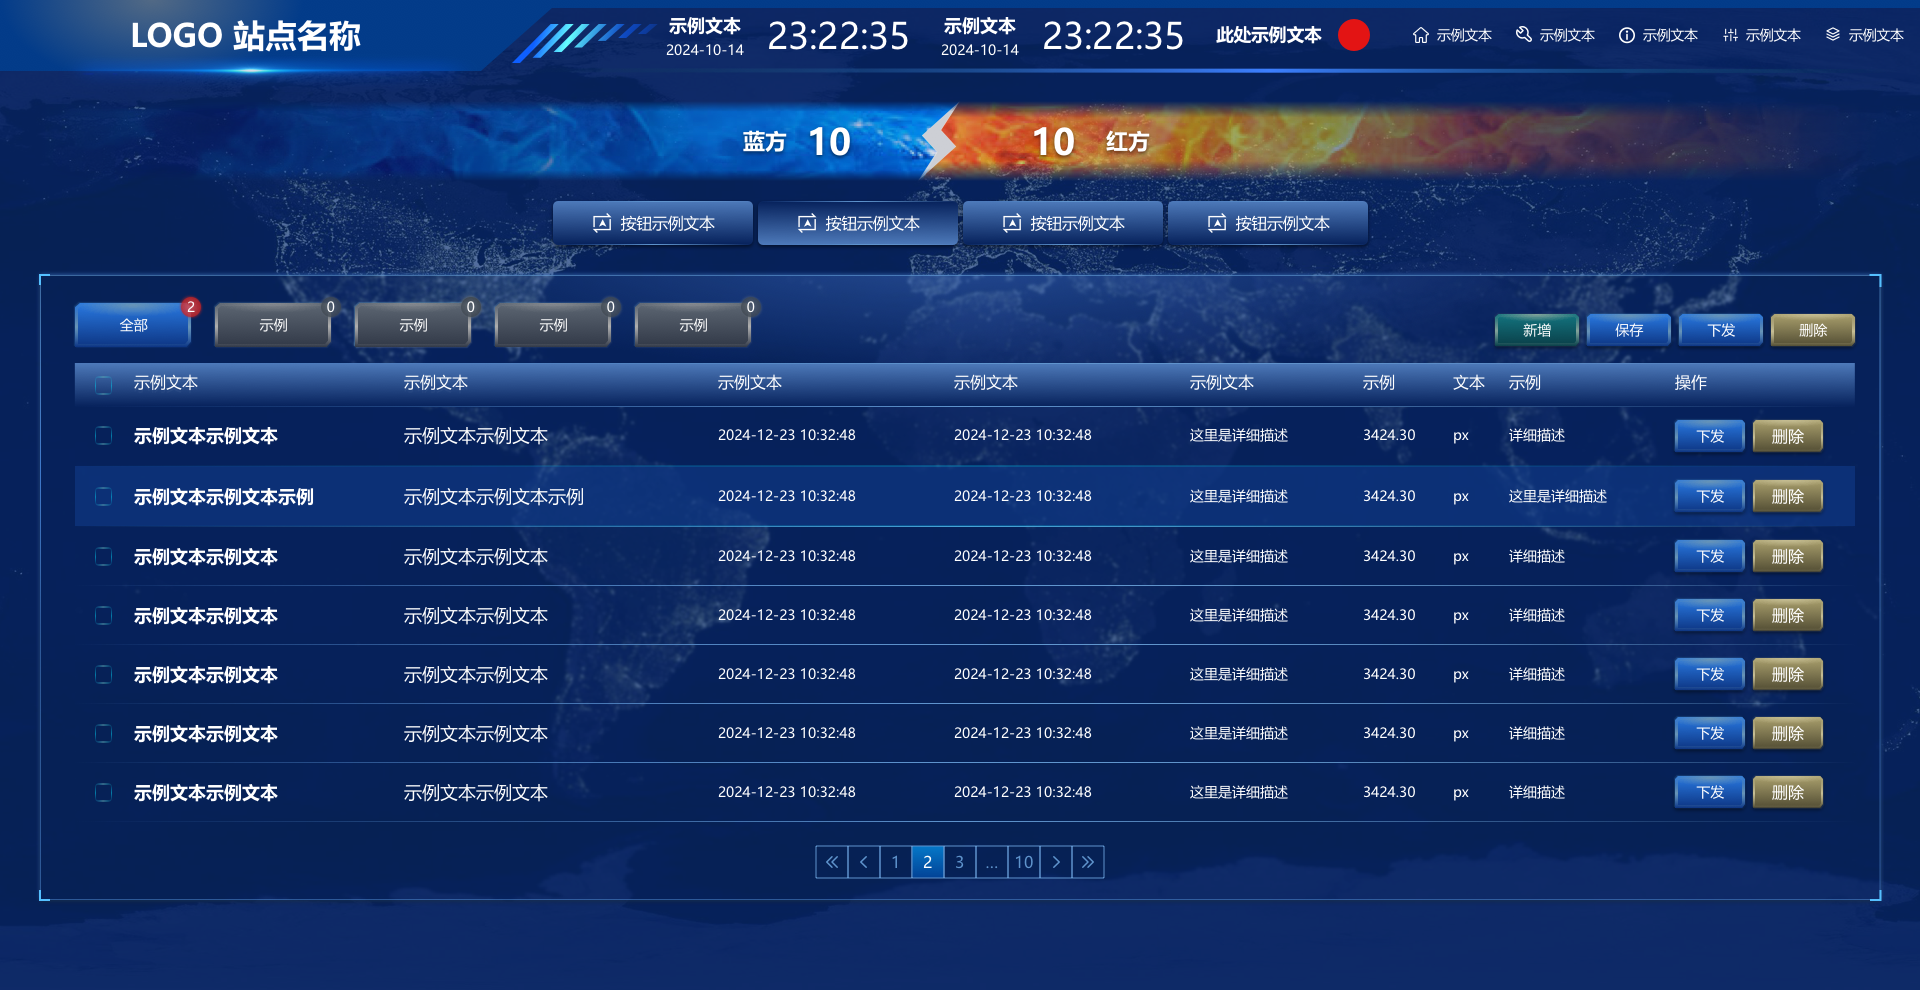 LOGO 站点名称
示例文本
2024-10-14
23:22:35
示例文本
2024-10-14
23:22:35
此处示例文本
示例文本
示例文本
示例文本
示例文本
示例文本
蓝方 10
10 红方
按钮示例文本
按钮示例文本
按钮示例文本
按钮示例文本
全部 2
示例 0
示例 0
示例 0
示例 0
新增 保存 下发 删除
示例文本 示例文本 示例文本 示例文本 示例文本 示例 文本 示例 操作
示例文本示例文本 示例文本示例文本 2024-12-23 10:32:48 2024-12-23 10:32:48 这里是详细描述 3424.30 px 详细描述 下发 删除
示例文本示例文本示例 示例文本示例文本示例 2024-12-23 10:32:48 2024-12-23 10:32:48 这里是详细描述 3424.30 px 这里是详细描述 下发 删除
示例文本示例文本 示例文本示例文本 2024-12-23 10:32:48 2024-12-23 10:32:48 这里是详细描述 3424.30 px 详细描述 下发 删除
示例文本示例文本 示例文本示例文本 2024-12-23 10:32:48 2024-12-23 10:32:48 这里是详细描述 3424.30 px 详细描述 下发 删除
示例文本示例文本 示例文本示例文本 2024-12-23 10:32:48 2024-12-23 10:32:48 这里是详细描述 3424.30 px 详细描述 下发 删除
示例文本示例文本 示例文本示例文本 2024-12-23 10:32:48 2024-12-23 10:32:48 这里是详细描述 3424.30 px 详细描述 下发 删除
示例文本示例文本 示例文本示例文本 2024-12-23 10:32:48 2024-12-23 10:32:48 这里是详细描述 3424.30 px 详细描述 下发 删除
1 2 3 ... 10